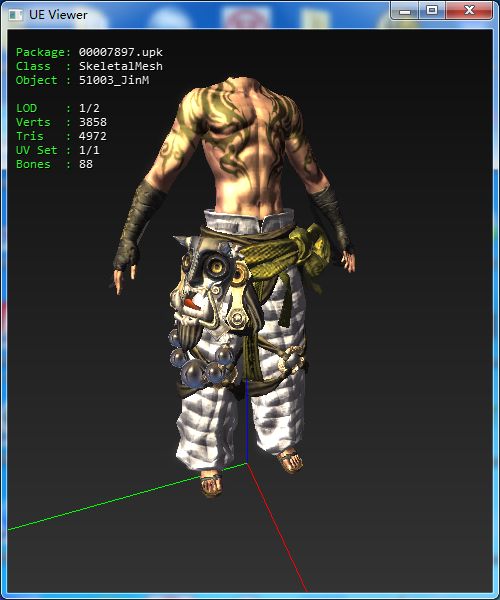 UE Viewer
Package: 00007897.upk
Class : SkeletalMesh
Object : 51003_JinM
LOD : 1/2
Verts : 3858
Tris : 4972
UV Set : 1/1
Bones : 88